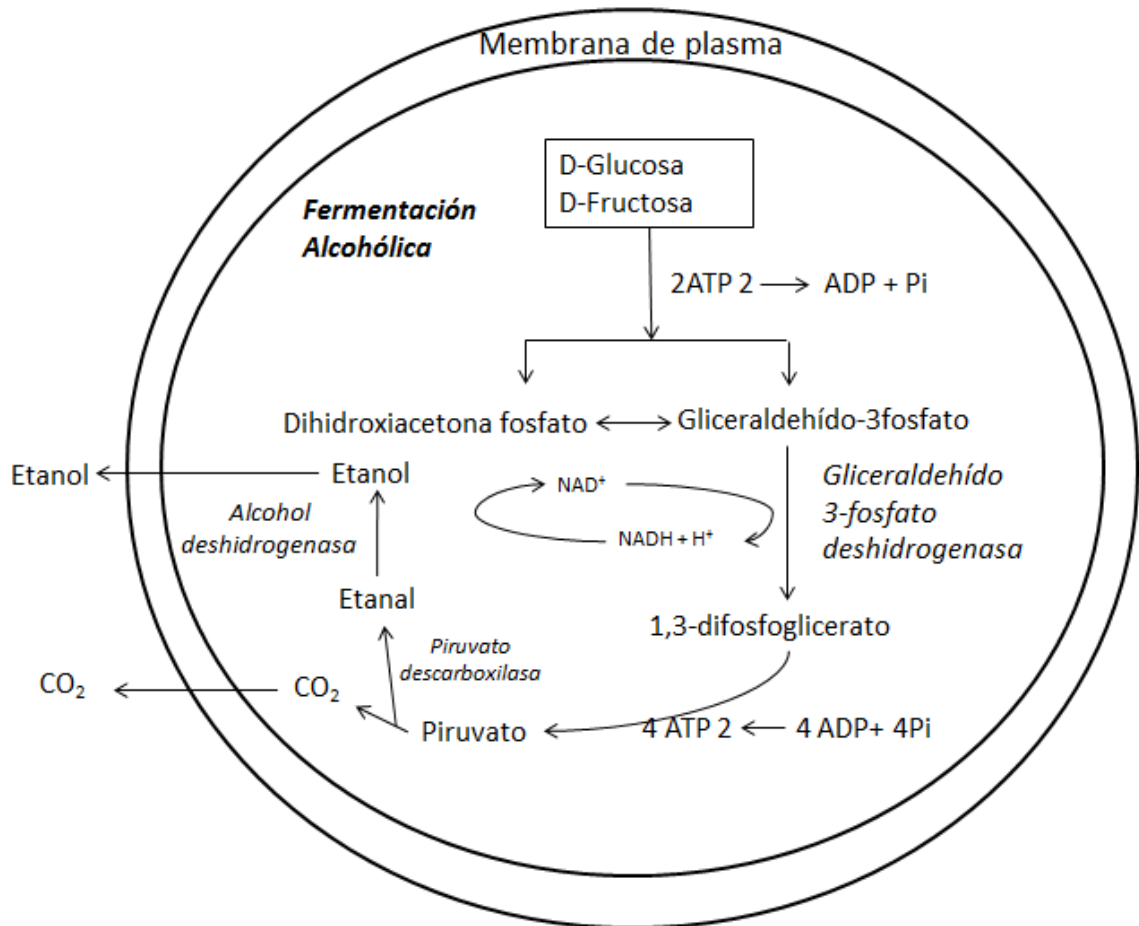 Membrana de plasma
D-Glucosa
D-Fructosa
Fermentación
Alcohólica
2ATP 2 ADP + Pi
Dihidroxiacetona fosfato Gliceraldehído-3fosfato
Etanol Etanol
NAD⁺
Gliceraldehído
3-fosfato
deshidrogenasa
Alcohol
deshidrogenasa
NADH + H⁺
Etanal
1,3-difosfoglicerato
Piruvato
descarboxilasa
CO₂ CO₂
Piruvato
4 ATP 2 4 ADP+ 4Pi